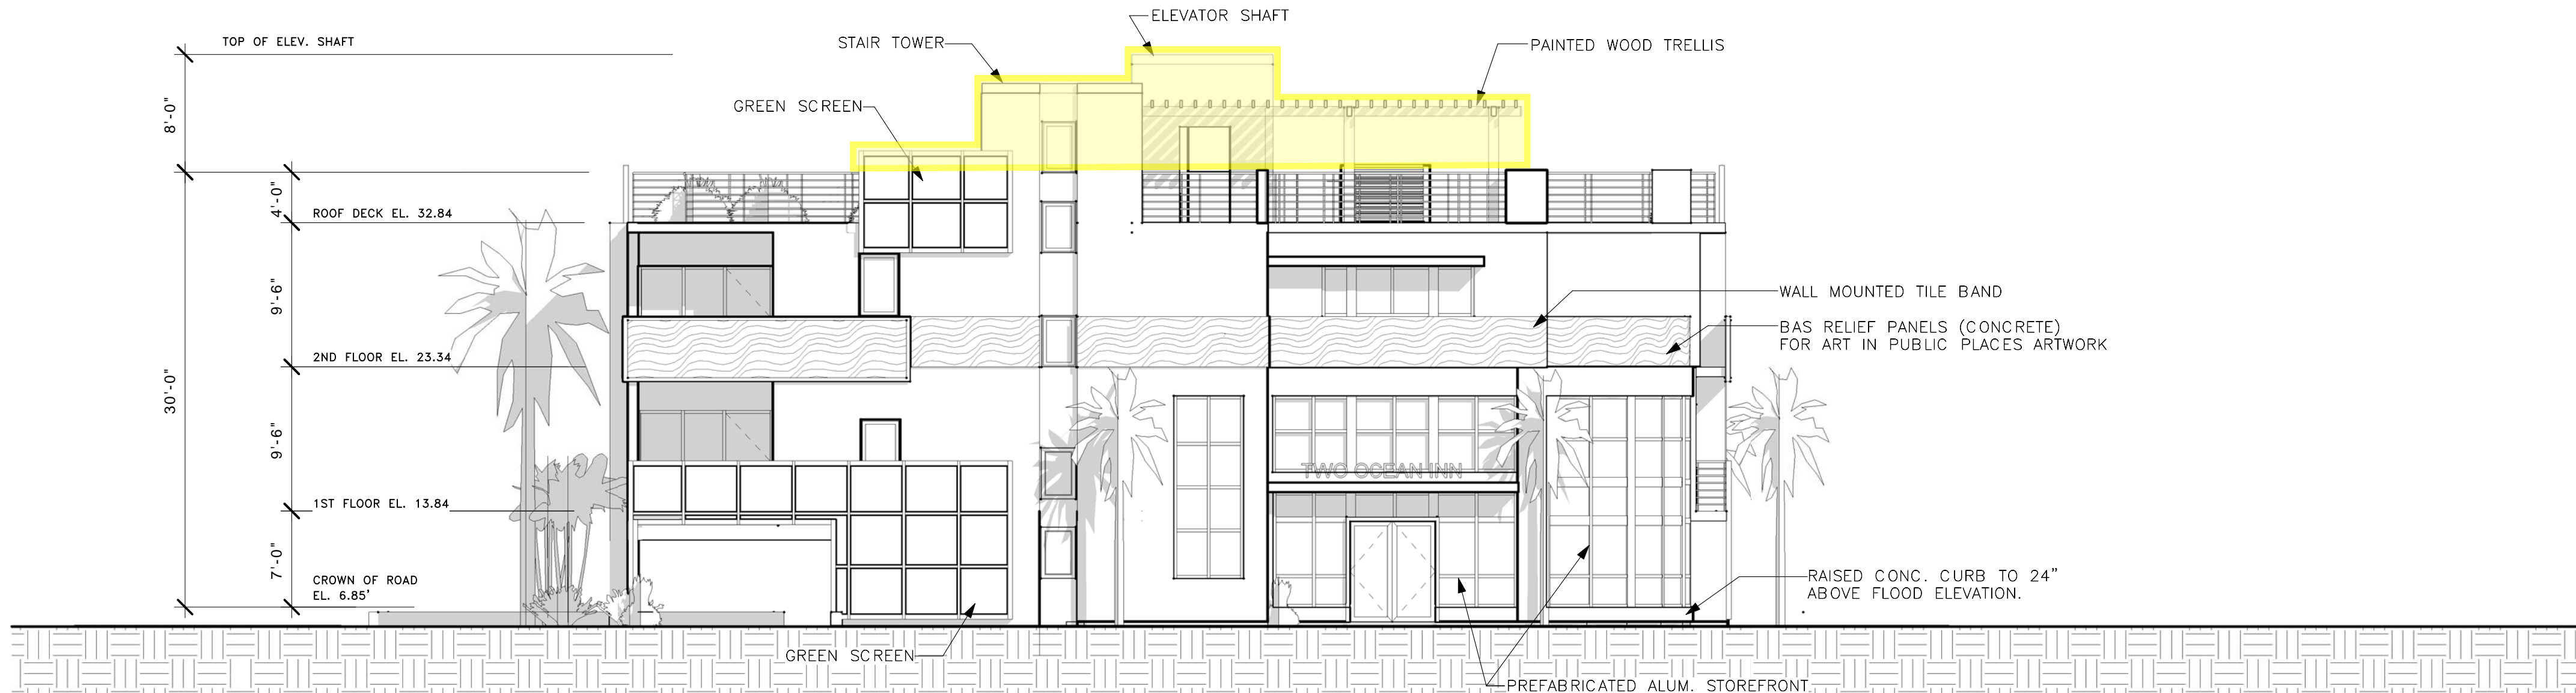 ELEVATOR SHAFT
TOP OF ELEV. SHAFT
STAIR TOWER
PAINTED WOOD TRELLIS
GREEN SCREEN
8'-0"
4'-0"
ROOF DECK EL. 32.84
9'-6"
WALL MOUNTED TILE BAND
BAS RELIEF PANELS (CONCRETE)
FOR ART IN PUBLIC PLACES ARTWORK
2ND FLOOR EL. 23.34
30'-0"
9'-6"
TWO OCEAN INN
1ST FLOOR EL. 13.84
7'-0"
CROWN OF ROAD
EL. 6.85'
RAISED CONC. CURB TO 24"
ABOVE FLOOD ELEVATION.
GREEN SCREEN
PREFABRICATED ALUM. STOREFRONT